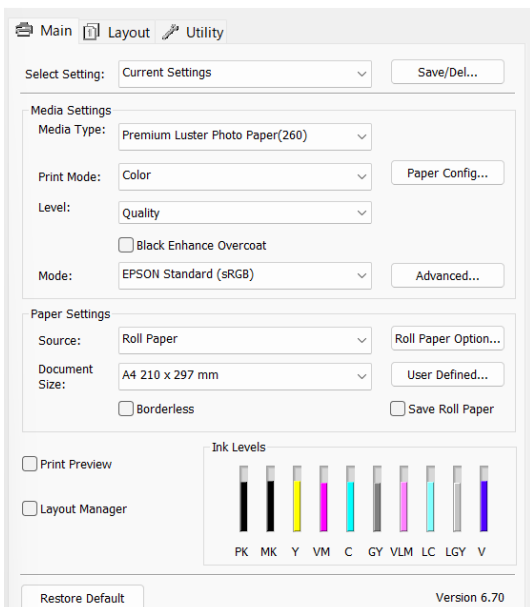 Main Layout Utility
Select Setting: Current Settings Save/Del...
Media Settings
Media Type: Premium Luster Photo Paper(260)
Print Mode: Color Paper Config...
Level: Quality
Black Enhance Overcoat
Mode: EPSON Standard (sRGB) Advanced...
Paper Settings
Source: Roll Paper Roll Paper Option...
Document
Size: A4 210 x 297 mm User Defined...
Borderless Save Roll Paper
Ink Levels
Print Preview
Layout Manager
PK MK Y VM C GY VLM LC LGY V
Restore Default Version 6.70